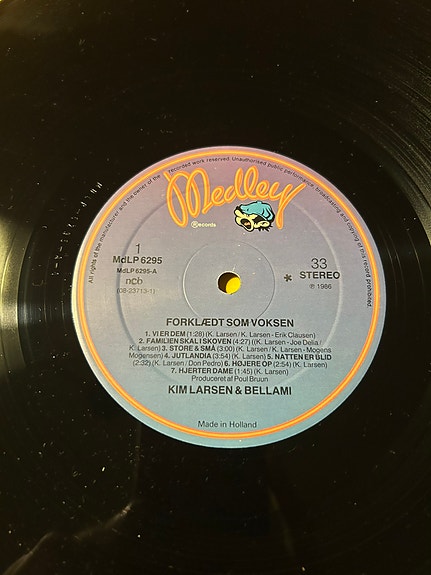 All rights of the manufacturer and the owner of the recorded work reserved. Unauthorised public performance, broadcasting and copying of this record prohibited.
Medley
Records
1
MdLP 6295
MdLP 6295-A
ncb
(08-23713-1)
* 33
STEREO
℗ 1986
FORKLÆDT SOM VOKSEN
1. VI ER DEM (1:28) (K. Larsen/K. Larsen - Erik Clausen)
2. FAMILIEN SKAL I SKOVEN (4:27) ((K. Larsen - Joe Delia/
K. Larsen) 3. STORE & SMÅ (3:00) (K. Larsen/K. Larsen - Mogens
Mogensen) 4. JUTLANDIA (3:54) (K. Larsen) 5. NATTEN ER BLID
(2:32) (K. Larsen/Don Pedro) 6. HØJERE OP (2:54) (K. Larsen)
7. HJERTER DAME (1:45) (K. Larsen)
Produceret af Poul Bruun
KIM LARSEN & BELLAMI
Made in Holland